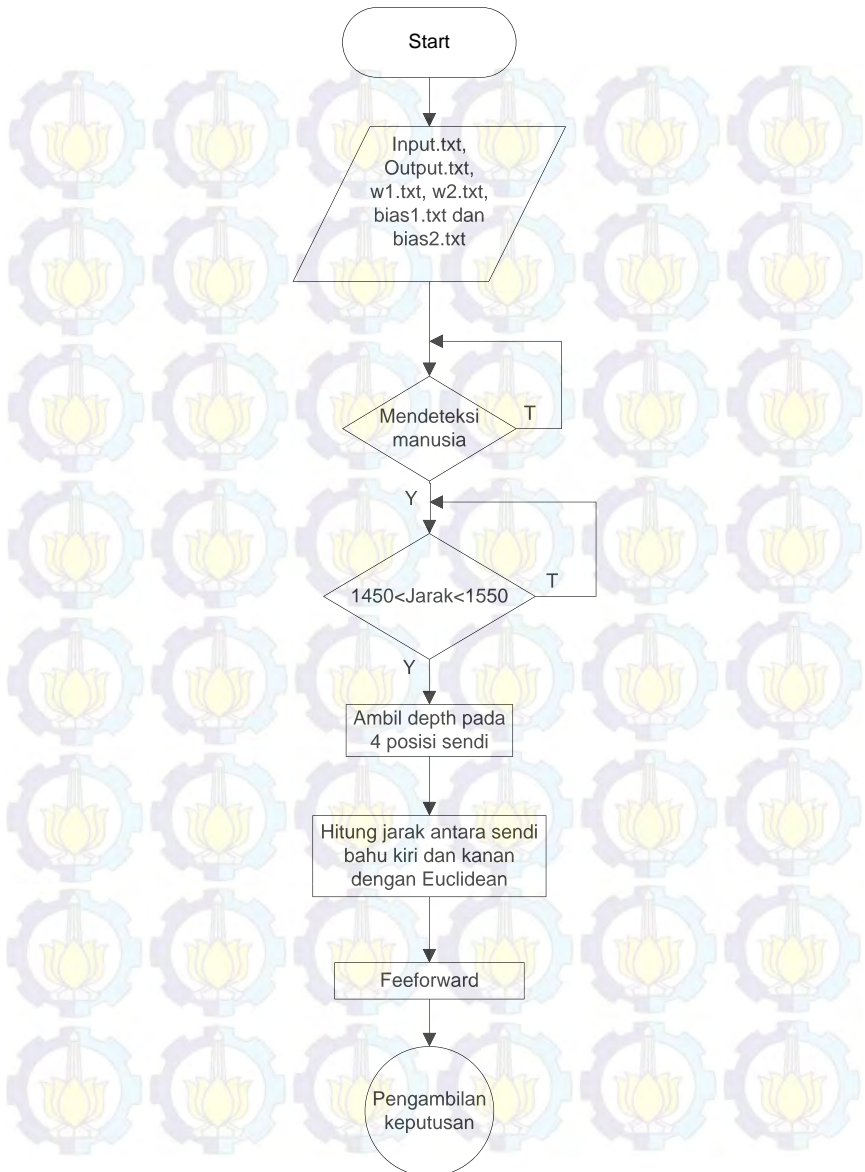 Start
Input.txt,
Output.txt,
w1.txt, w2.txt,
bias1.txt dan
bias2.txt
Mendeteksi
manusia
T
Y
1450<Jarak<1550
T
Y
Ambil depth pada
4 posisi sendi
Hitung jarak antara sendi
bahu kiri dan kanan
dengan Euclidean
Feeforward
Pengambilan
keputusan